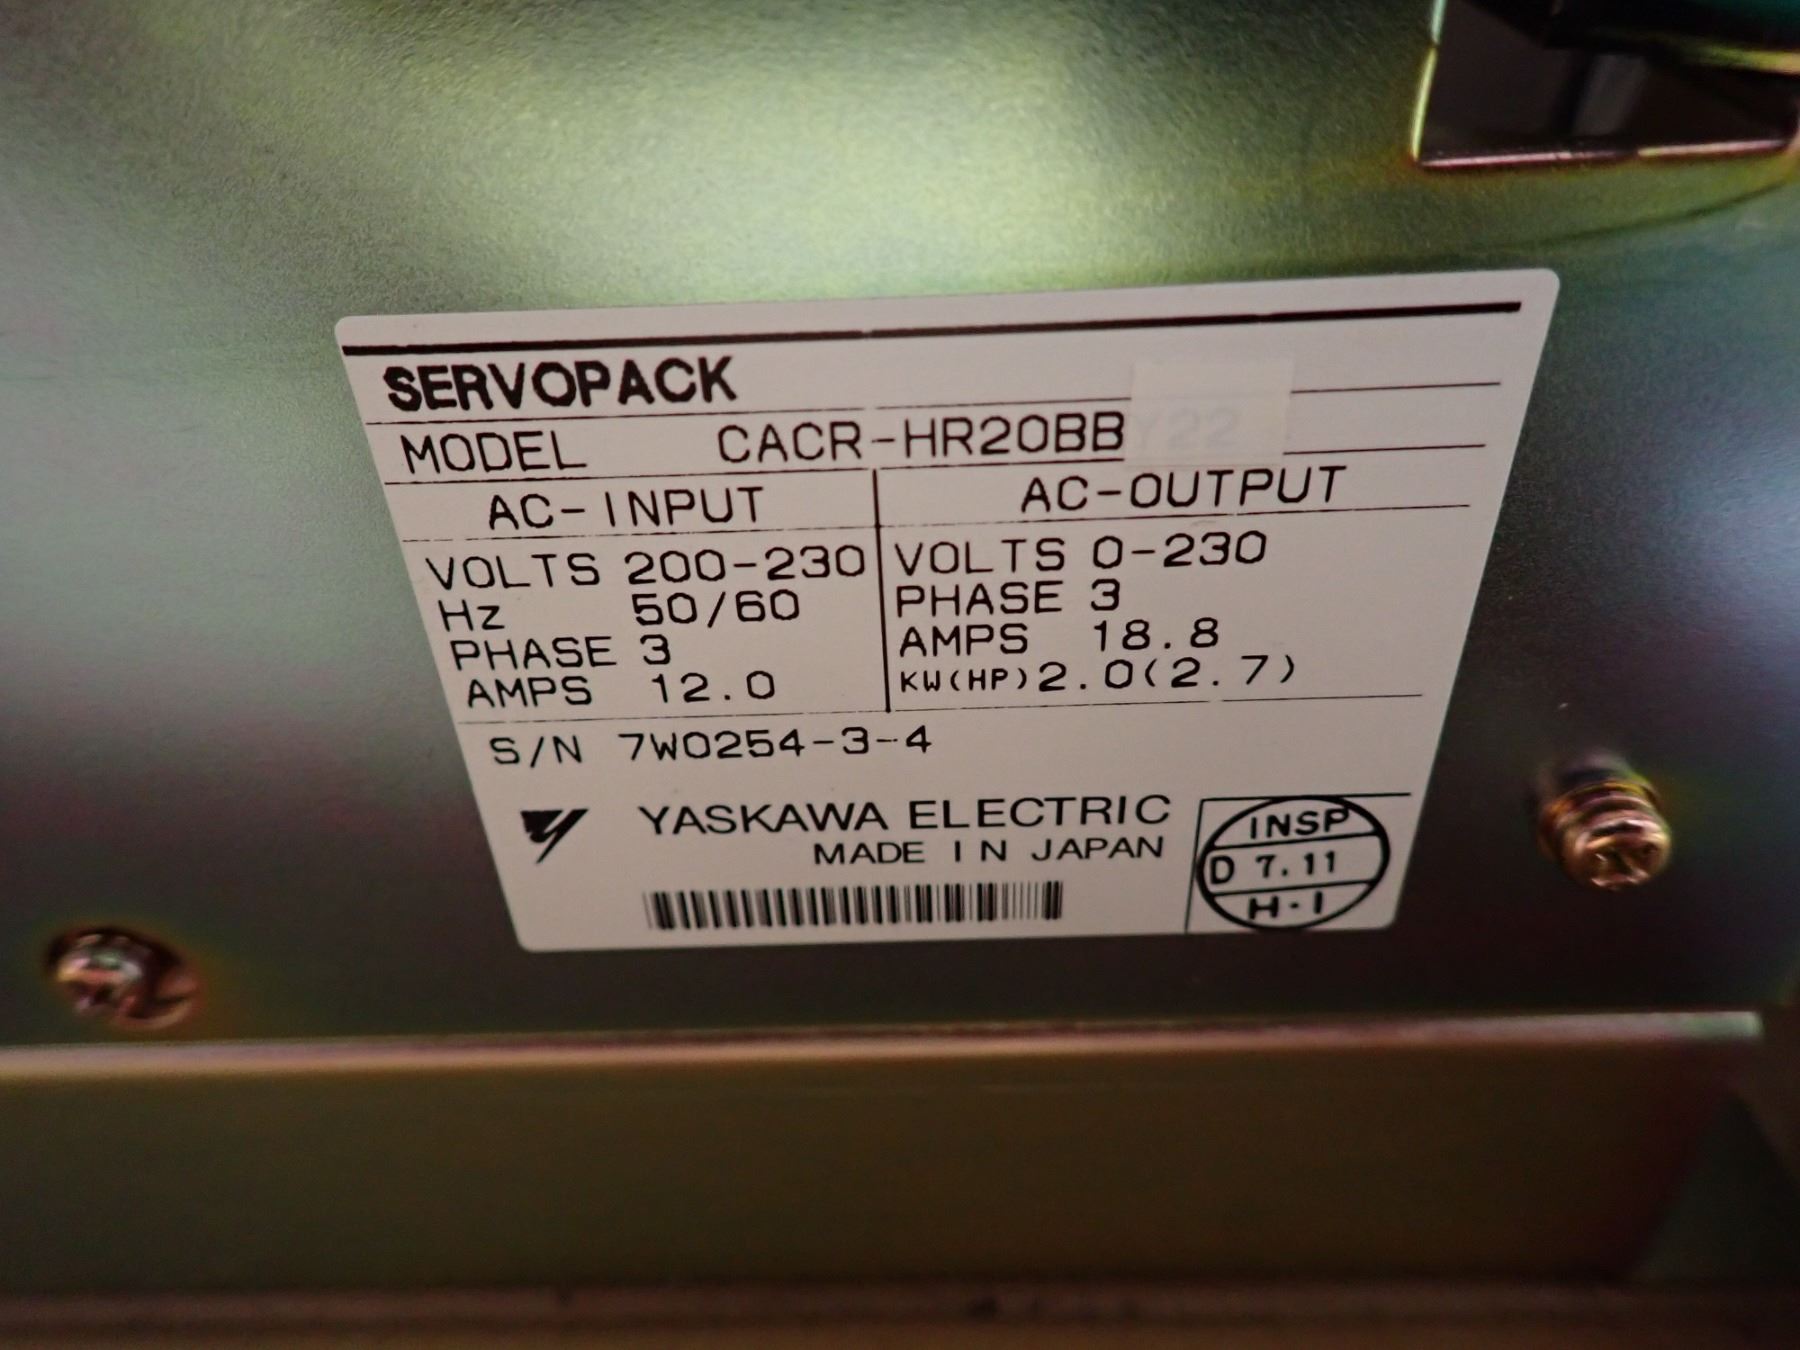 SERVOPACK
MODEL CACR-HR20BB Y22
AC-INPUT AC-OUTPUT
VOLTS 200-230 VOLTS 0-230
Hz 50/60 PHASE 3
PHASE 3 AMPS 18.8
AMPS 12.0 KW(HP) 2.0(2.7)
S/N 7W0254-3-4
YASKAWA ELECTRIC
MADE IN JAPAN
INSP
D 7.11
H·I